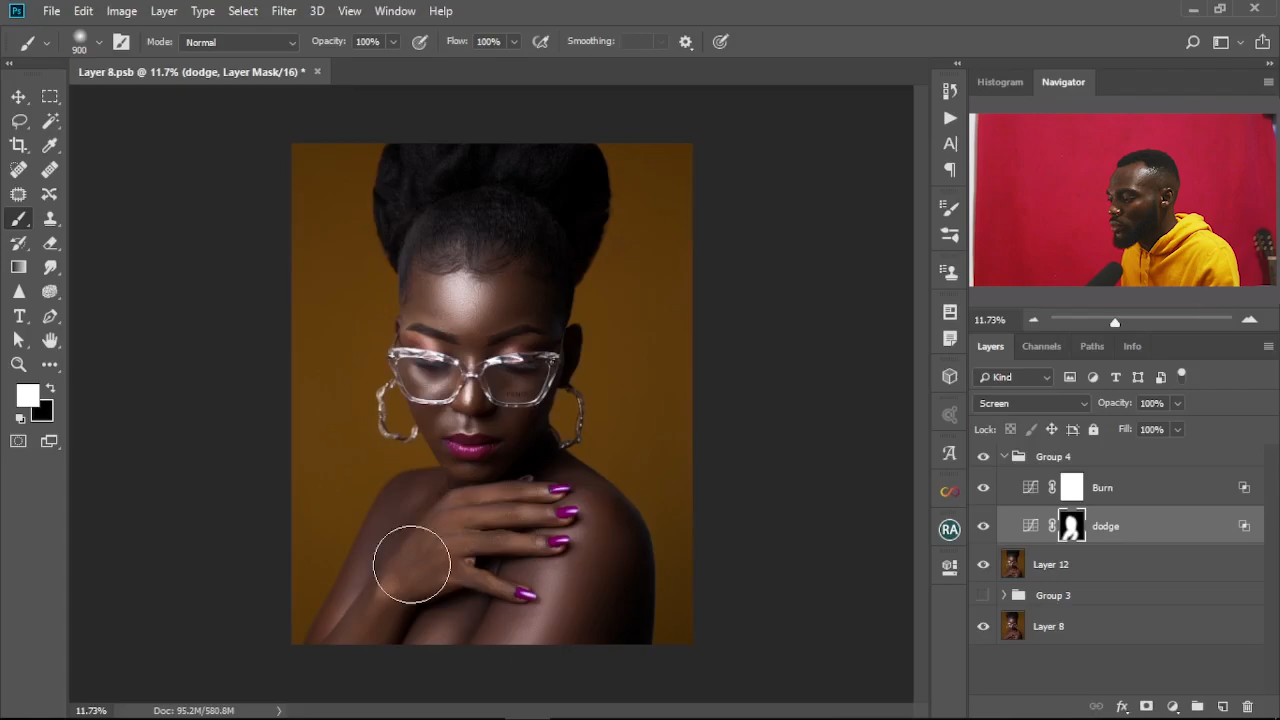 Ps File Edit Image Layer Type Select Filter 3D View Window Help
900 Mode: Normal Opacity: 100% Flow: 100% Smoothing:
Layer 8.psb @ 11.7% (dodge, Layer Mask/16) * ×
Histogram Navigator
11.73%
Layers Channels Paths Info
Kind
Screen Opacity: 100%
Lock: Fill: 100%
Group 4
Burn
dodge
Layer 12
Group 3
Layer 8
RA
11.73% Doc: 95.2M/580.8M
fx